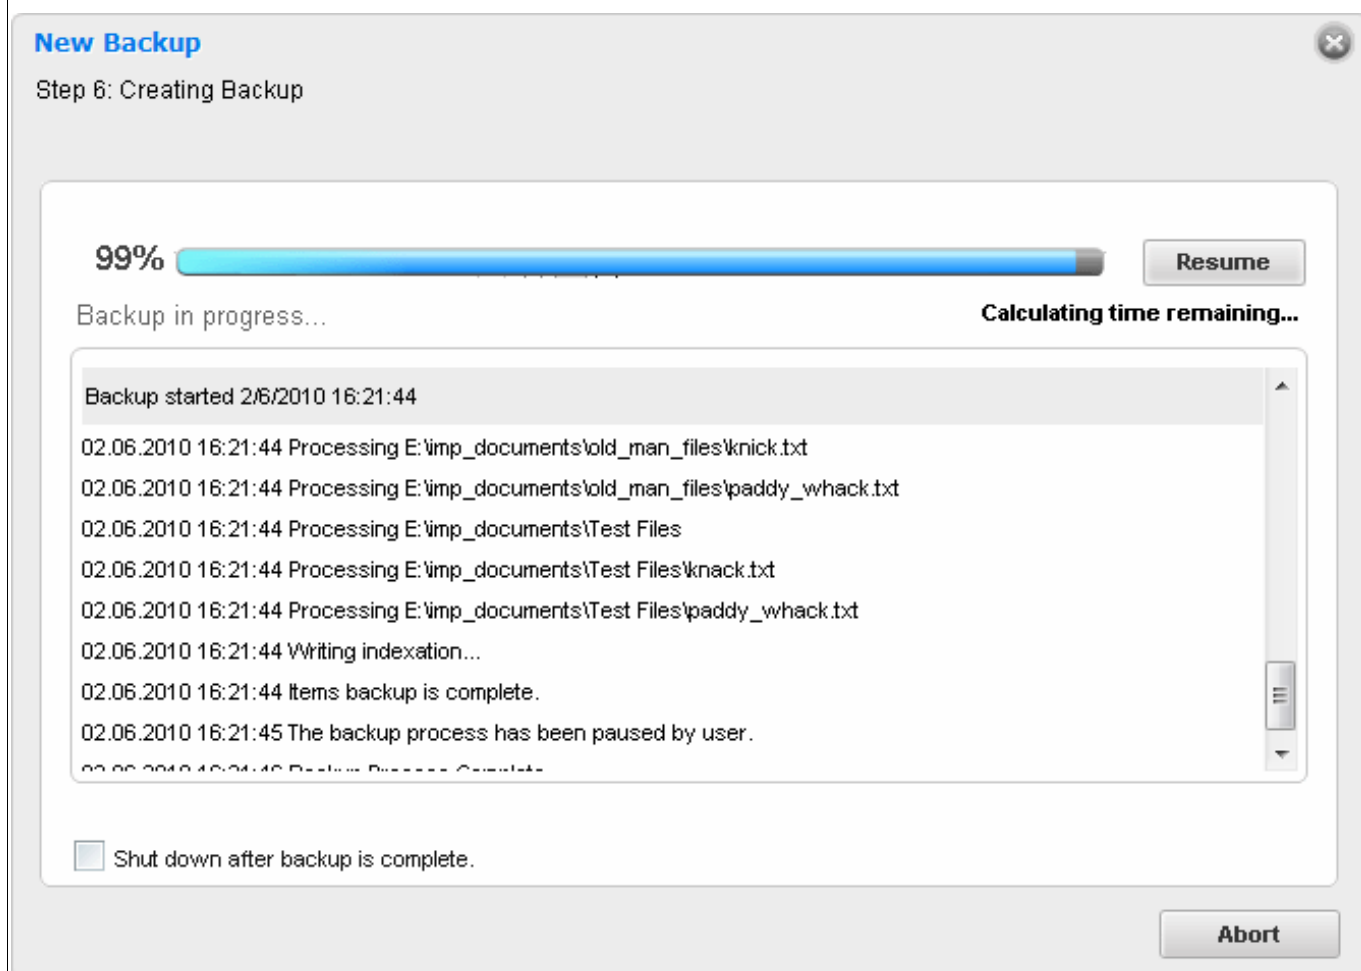 New Backup
Step 6: Creating Backup
99%
Resume
Backup in progress...
Calculating time remaining...
Backup started 2/6/2010 16:21:44
02.06.2010 16:21:44 Processing E:\imp_documents\old_man_files\knick.txt
02.06.2010 16:21:44 Processing E:\imp_documents\old_man_files\paddy_whack.txt
02.06.2010 16:21:44 Processing E:\imp_documents\Test Files
02.06.2010 16:21:44 Processing E:\imp_documents\Test Files\knack.txt
02.06.2010 16:21:44 Processing E:\imp_documents\Test Files\paddy_whack.txt
02.06.2010 16:21:44 Writing indexation...
02.06.2010 16:21:44 Items backup is complete.
02.06.2010 16:21:45 The backup process has been paused by user.
Backup Process Complete
Shut down after backup is complete.
Abort